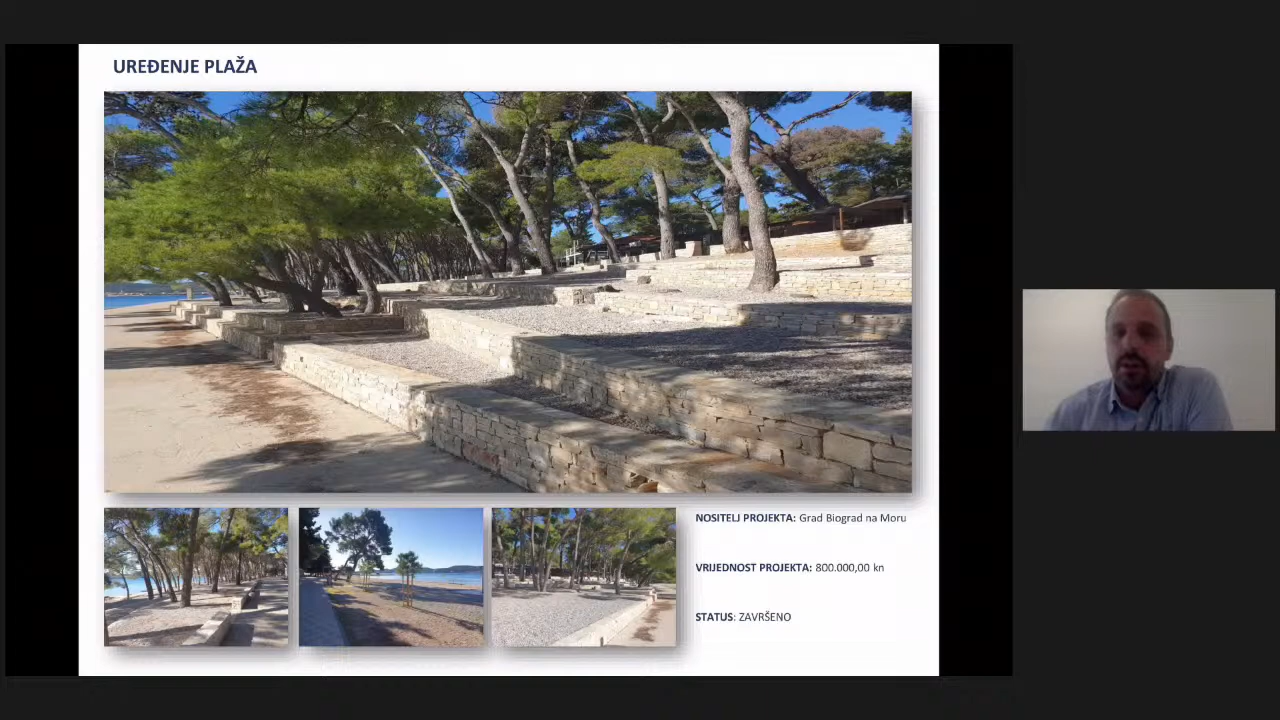 UREĐENJE PLAŽA
NOSITELJ PROJEKTA: Grad Biograd na Moru
VRIJEDNOST PROJEKTA: 800.000,00 kn
STATUS: ZAVRŠENO